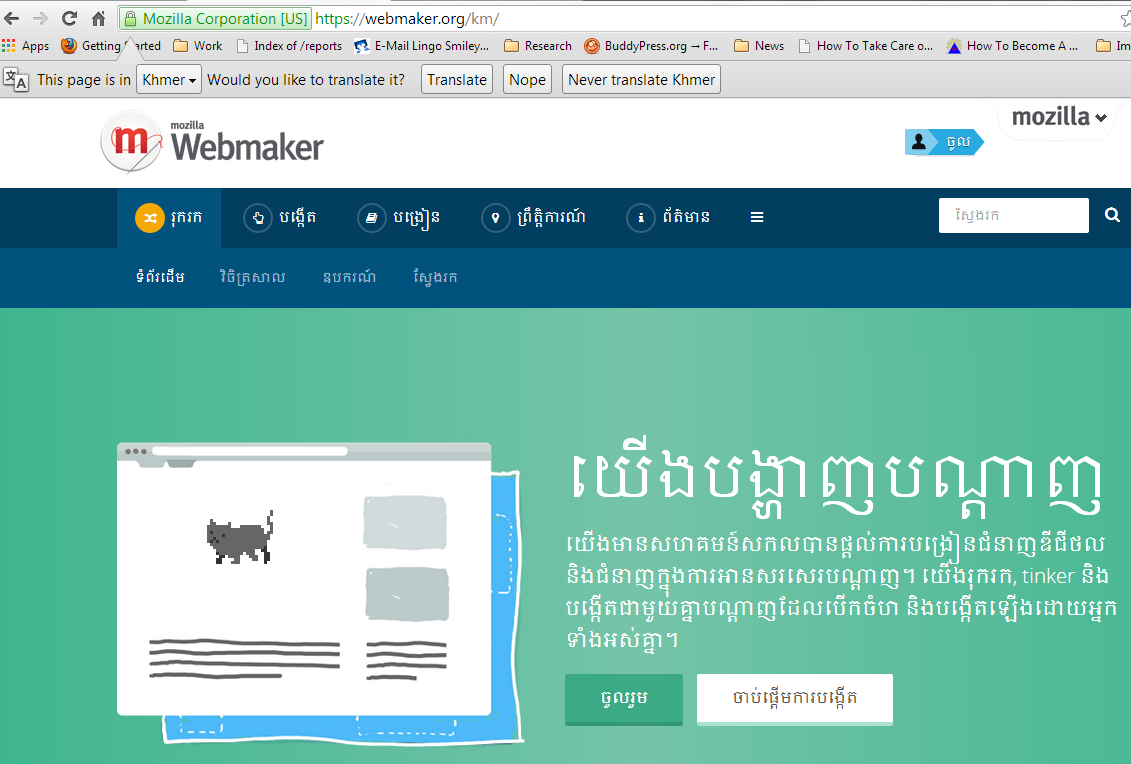 Mozilla Corporation [US] https://webmaker.org/km/
Apps Getting Started Work Index of /reports E-Mail Lingo Smiley... Research BuddyPress.org → F... News How To Take Care o... How To Become A ... Im
This page is in Khmer Would you like to translate it? Translate Nope Never translate Khmer
mozilla
Webmaker
ចូល
mozilla
រុករក បង្កើត បង្រៀន ព្រឹត្តិការណ៍ ព័ត៌មាន ស្វែងរក
ទំព័រដើម វិចិត្រសាល ឧបករណ៍ ស្វែងរក
យើងបង្ហាញបណ្ដាញ
យើងមានសហគមន៍សកលបានផ្ដល់ការបង្រៀនជំនាញឌីជីថល
និងជំនាញក្នុងការអានសរសេរបណ្ដាញ។ យើងរុករក, tinker និង
បង្កើតជាមួយគ្នាបណ្ដាញដែលបើកចំហ និងបង្កើតឡើងដោយអ្នក
ទាំងអស់គ្នា។
ចូលរួម ចាប់ផ្ដើមការបង្កើត